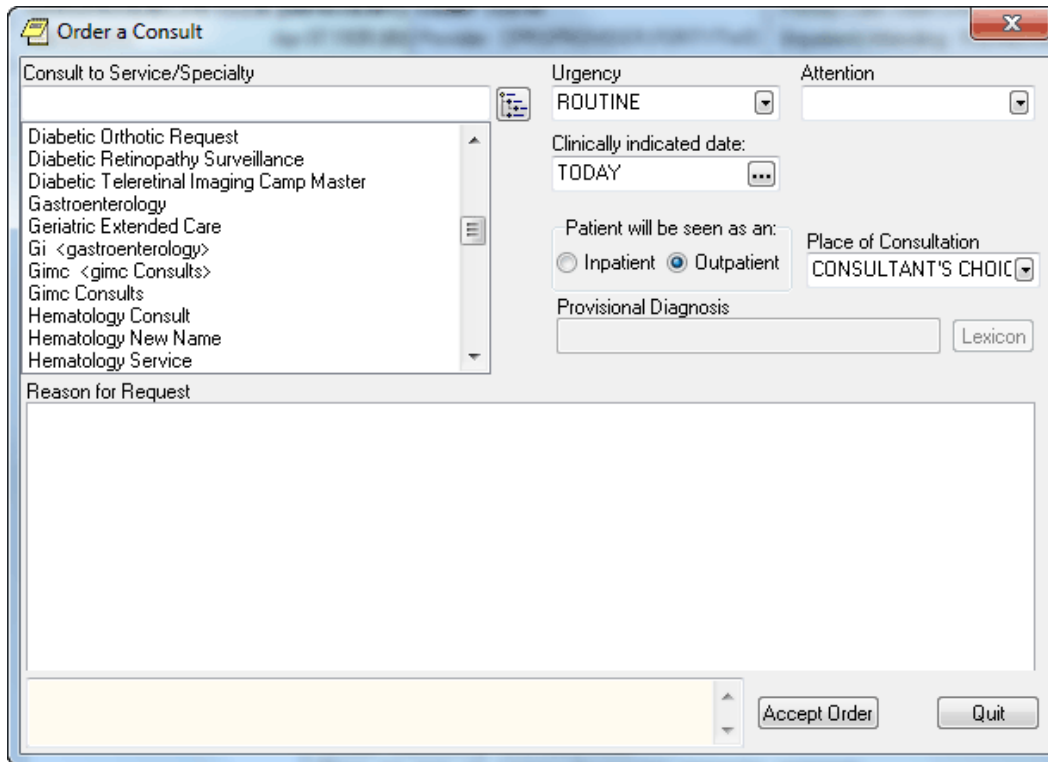 Order a Consult
Consult to Service/Specialty
Urgency
Attention
ROUTINE
Diabetic Orthotic Request
Diabetic Retinopathy Surveillance
Diabetic Teleretinal Imaging Camp Master
Gastroenterology
Geriatric Extended Care
Gi <gastroenterology>
Gimc <gimc Consults>
Gimc Consults
Hematology Consult
Hematology New Name
Hematology Service
Clinically indicated date:
TODAY
...
Patient will be seen as an:
Inpatient Outpatient
Place of Consultation
CONSULTANT'S CHOIC
Provisional Diagnosis
Lexicon
Reason for Request
Accept Order
Quit